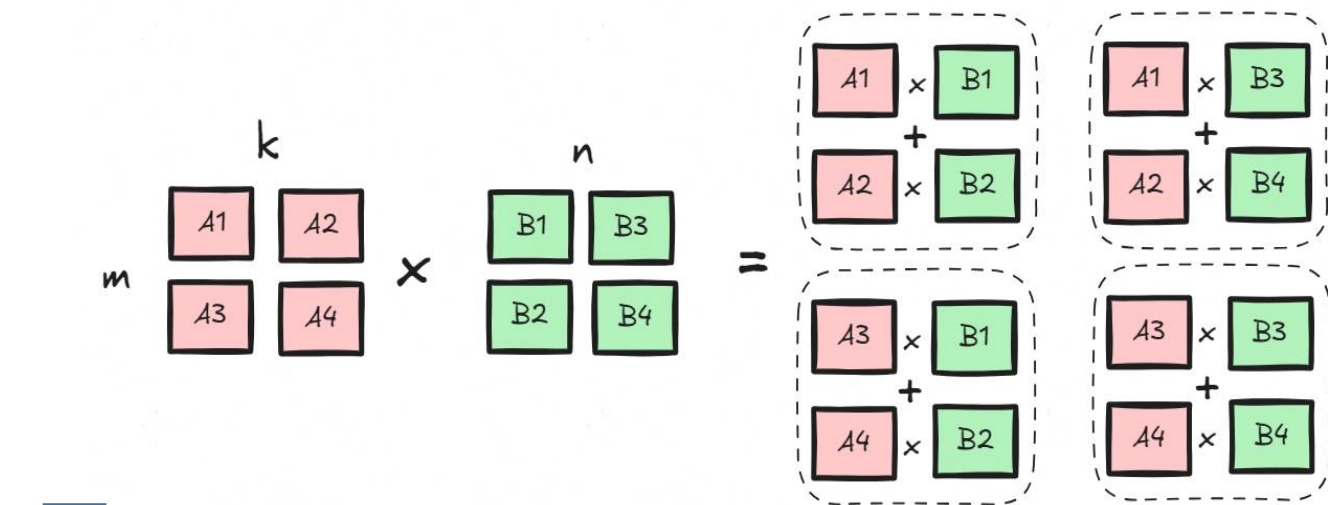 k
n
m
A1 A2
A3 A4
×
B1 B3
B2 B4
=
A1 × B1
+
A2 × B2
A1 × B3
+
A2 × B4
A3 × B1
+
A4 × B2
A3 × B3
+
A4 × B4